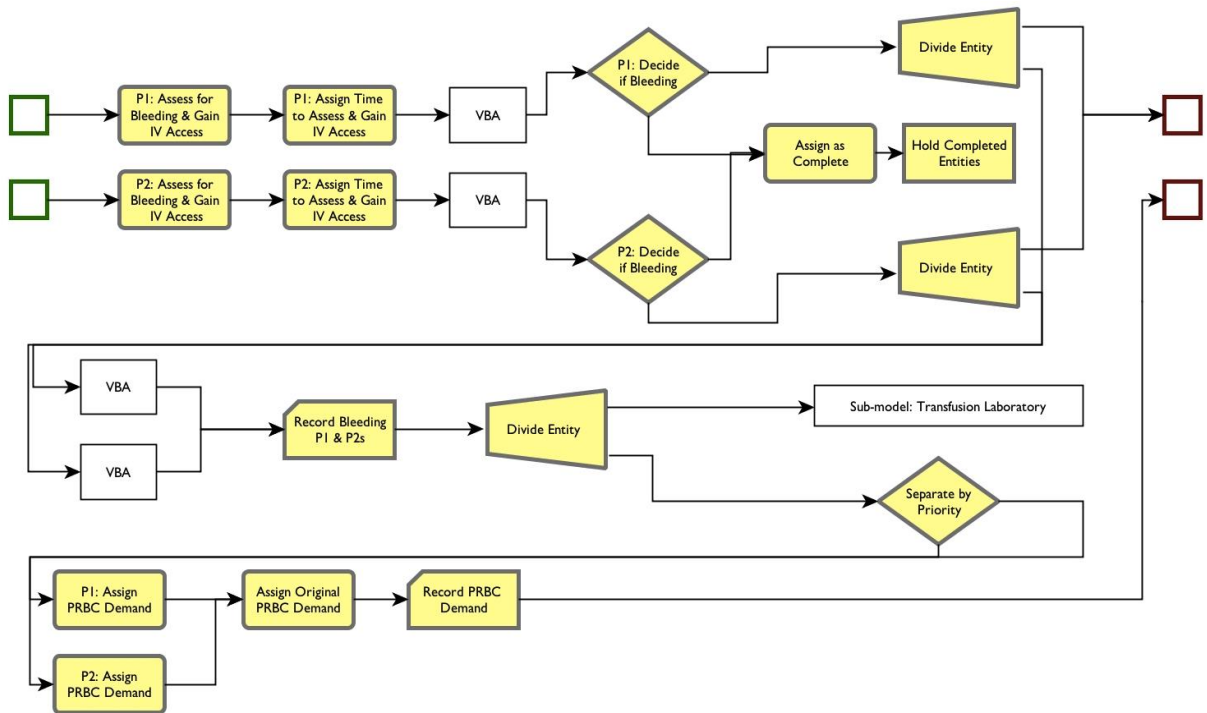 P1: Assess for
Bleeding & Gain
IV Access
P1: Assign Time
to Assess & Gain
IV Access
VBA
P1: Decide
if Bleeding
Divide Entity
Assign as
Complete
Hold Completed
Entities
P2: Assess for
Bleeding & Gain
IV Access
P2: Assign Time
to Assess & Gain
IV Access
VBA
P2: Decide
if Bleeding
Divide Entity
VBA
VBA
Record Bleeding
P1 & P2s
Divide Entity
Sub-model: Transfusion Laboratory
Separate by
Priority
P1: Assign
PRBC Demand
Assign Original
PRBC Demand
Record PRBC
Demand
P2: Assign
PRBC Demand